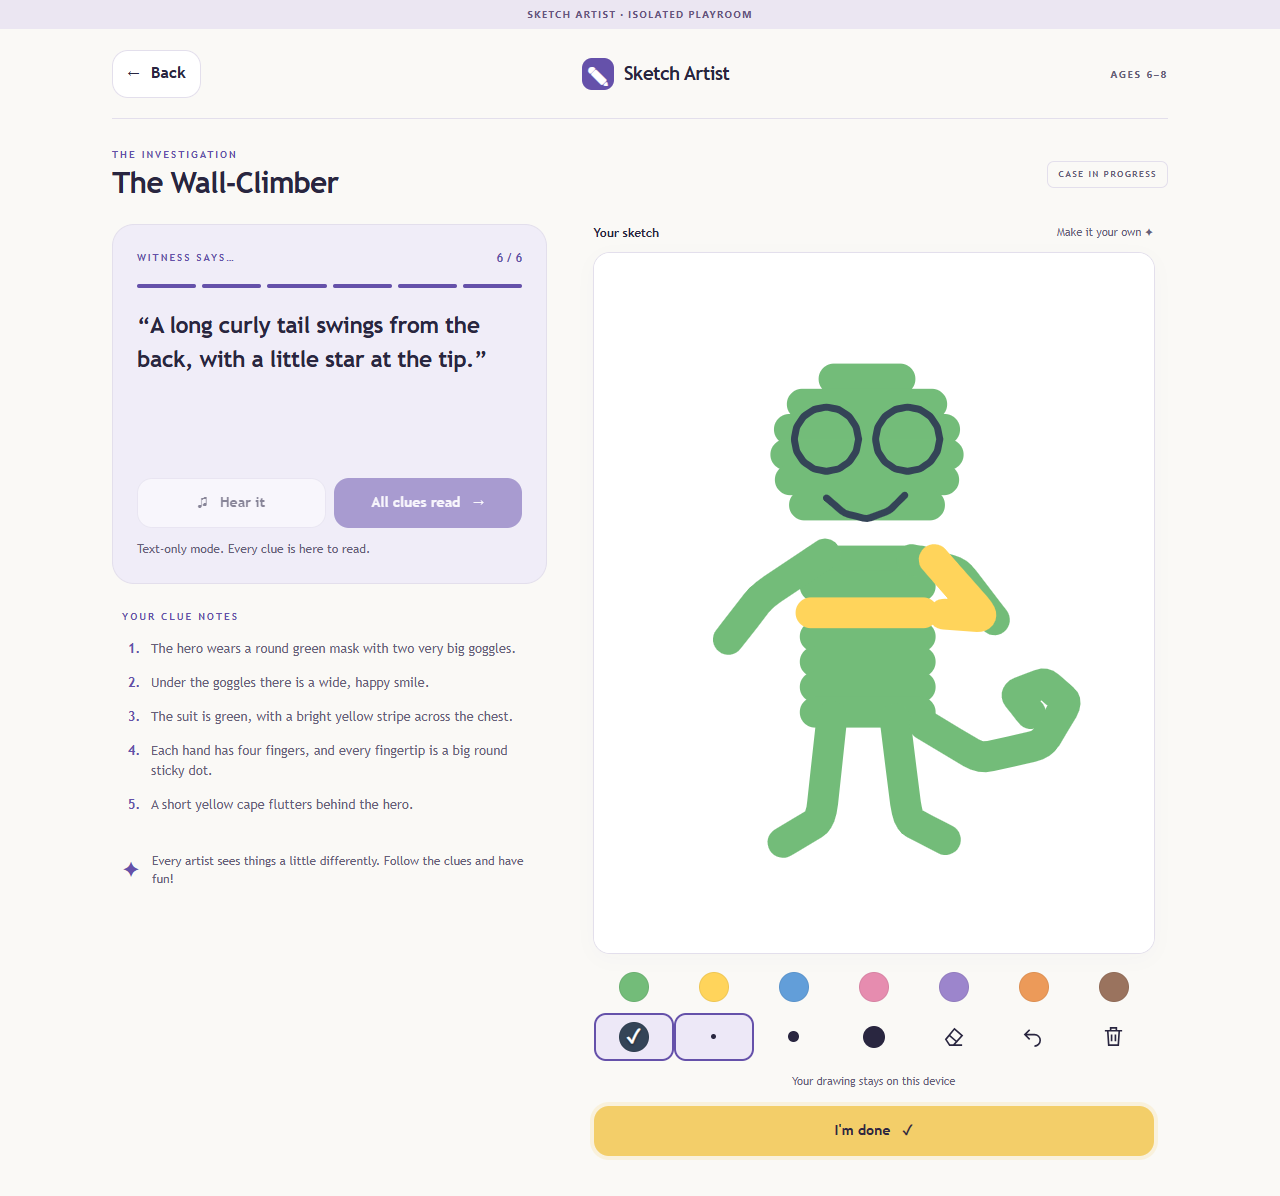 SKETCH ARTIST · ISOLATED PLAYROOM
← Back
Sketch Artist
AGES 6–8
THE INVESTIGATION
The Wall-Climber
CASE IN PROGRESS
WITNESS SAYS…
6 / 6
“A long curly tail swings from the
back, with a little star at the tip.”
♫ Hear it
All clues read →
Text-only mode. Every clue is here to read.
YOUR CLUE NOTES
1. The hero wears a round green mask with two very big goggles.
2. Under the goggles there is a wide, happy smile.
3. The suit is green, with a bright yellow stripe across the chest.
4. Each hand has four fingers, and every fingertip is a big round
sticky dot.
5. A short yellow cape flutters behind the hero.
✦ Every artist sees things a little differently. Follow the clues and have
fun!
Your sketch
Make it your own ✦
Your drawing stays on this device
I'm done ✓